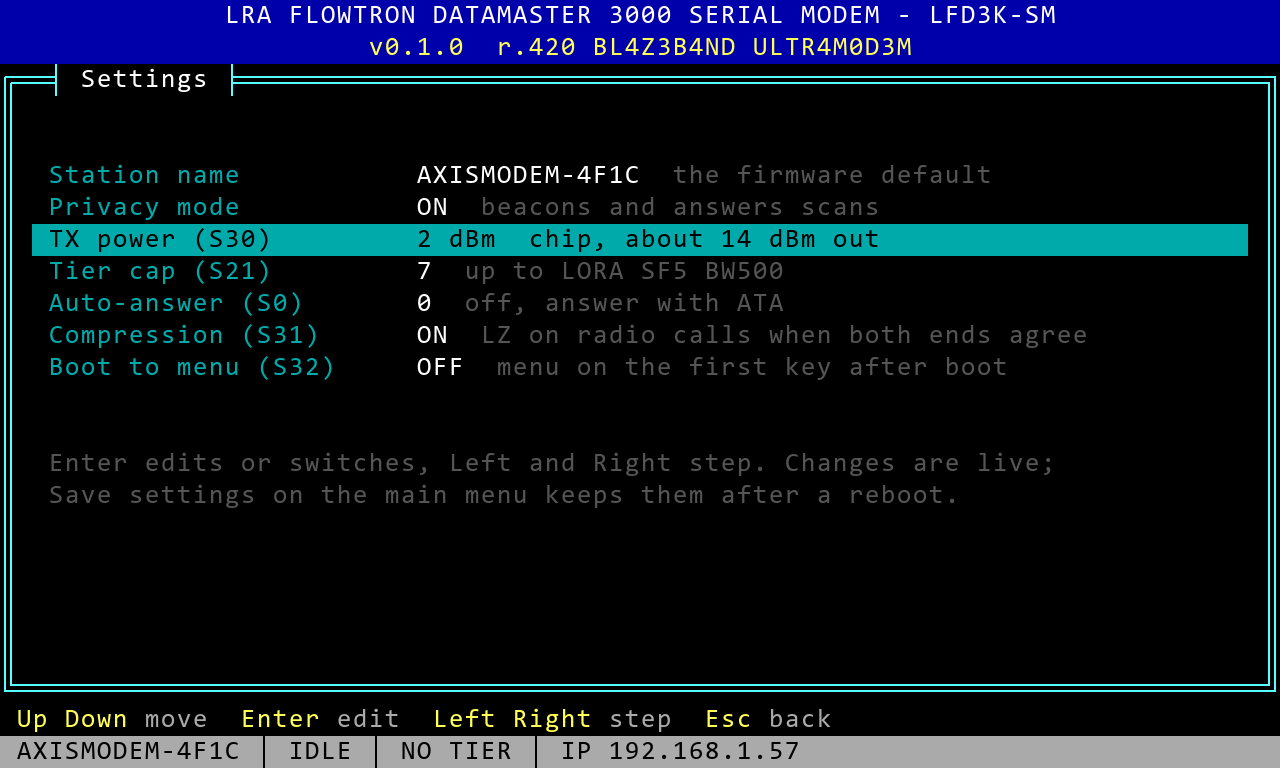 LRA FLOWTRON DATAMASTER 3000 SERIAL MODEM - LFD3K-SM
v0.1.0  r.420 BL4Z3B4ND ULTR4M0D3M
Settings
Station name AXISMODEM-4F1C the firmware default
Privacy mode ON beacons and answers scans
TX power (S30) 2 dBm chip, about 14 dBm out
Tier cap (S21) 7 up to LORA SF5 BW500
Auto-answer (S0) 0 off, answer with ATA
Compression (S31) ON LZ on radio calls when both ends agree
Boot to menu (S32) OFF menu on the first key after boot
Enter edits or switches, Left and Right step. Changes are live;
Save settings on the main menu keeps them after a reboot.
Up Down move Enter edit Left Right step Esc back
AXISMODEM-4F1C IDLE NO TIER IP 192.168.1.57